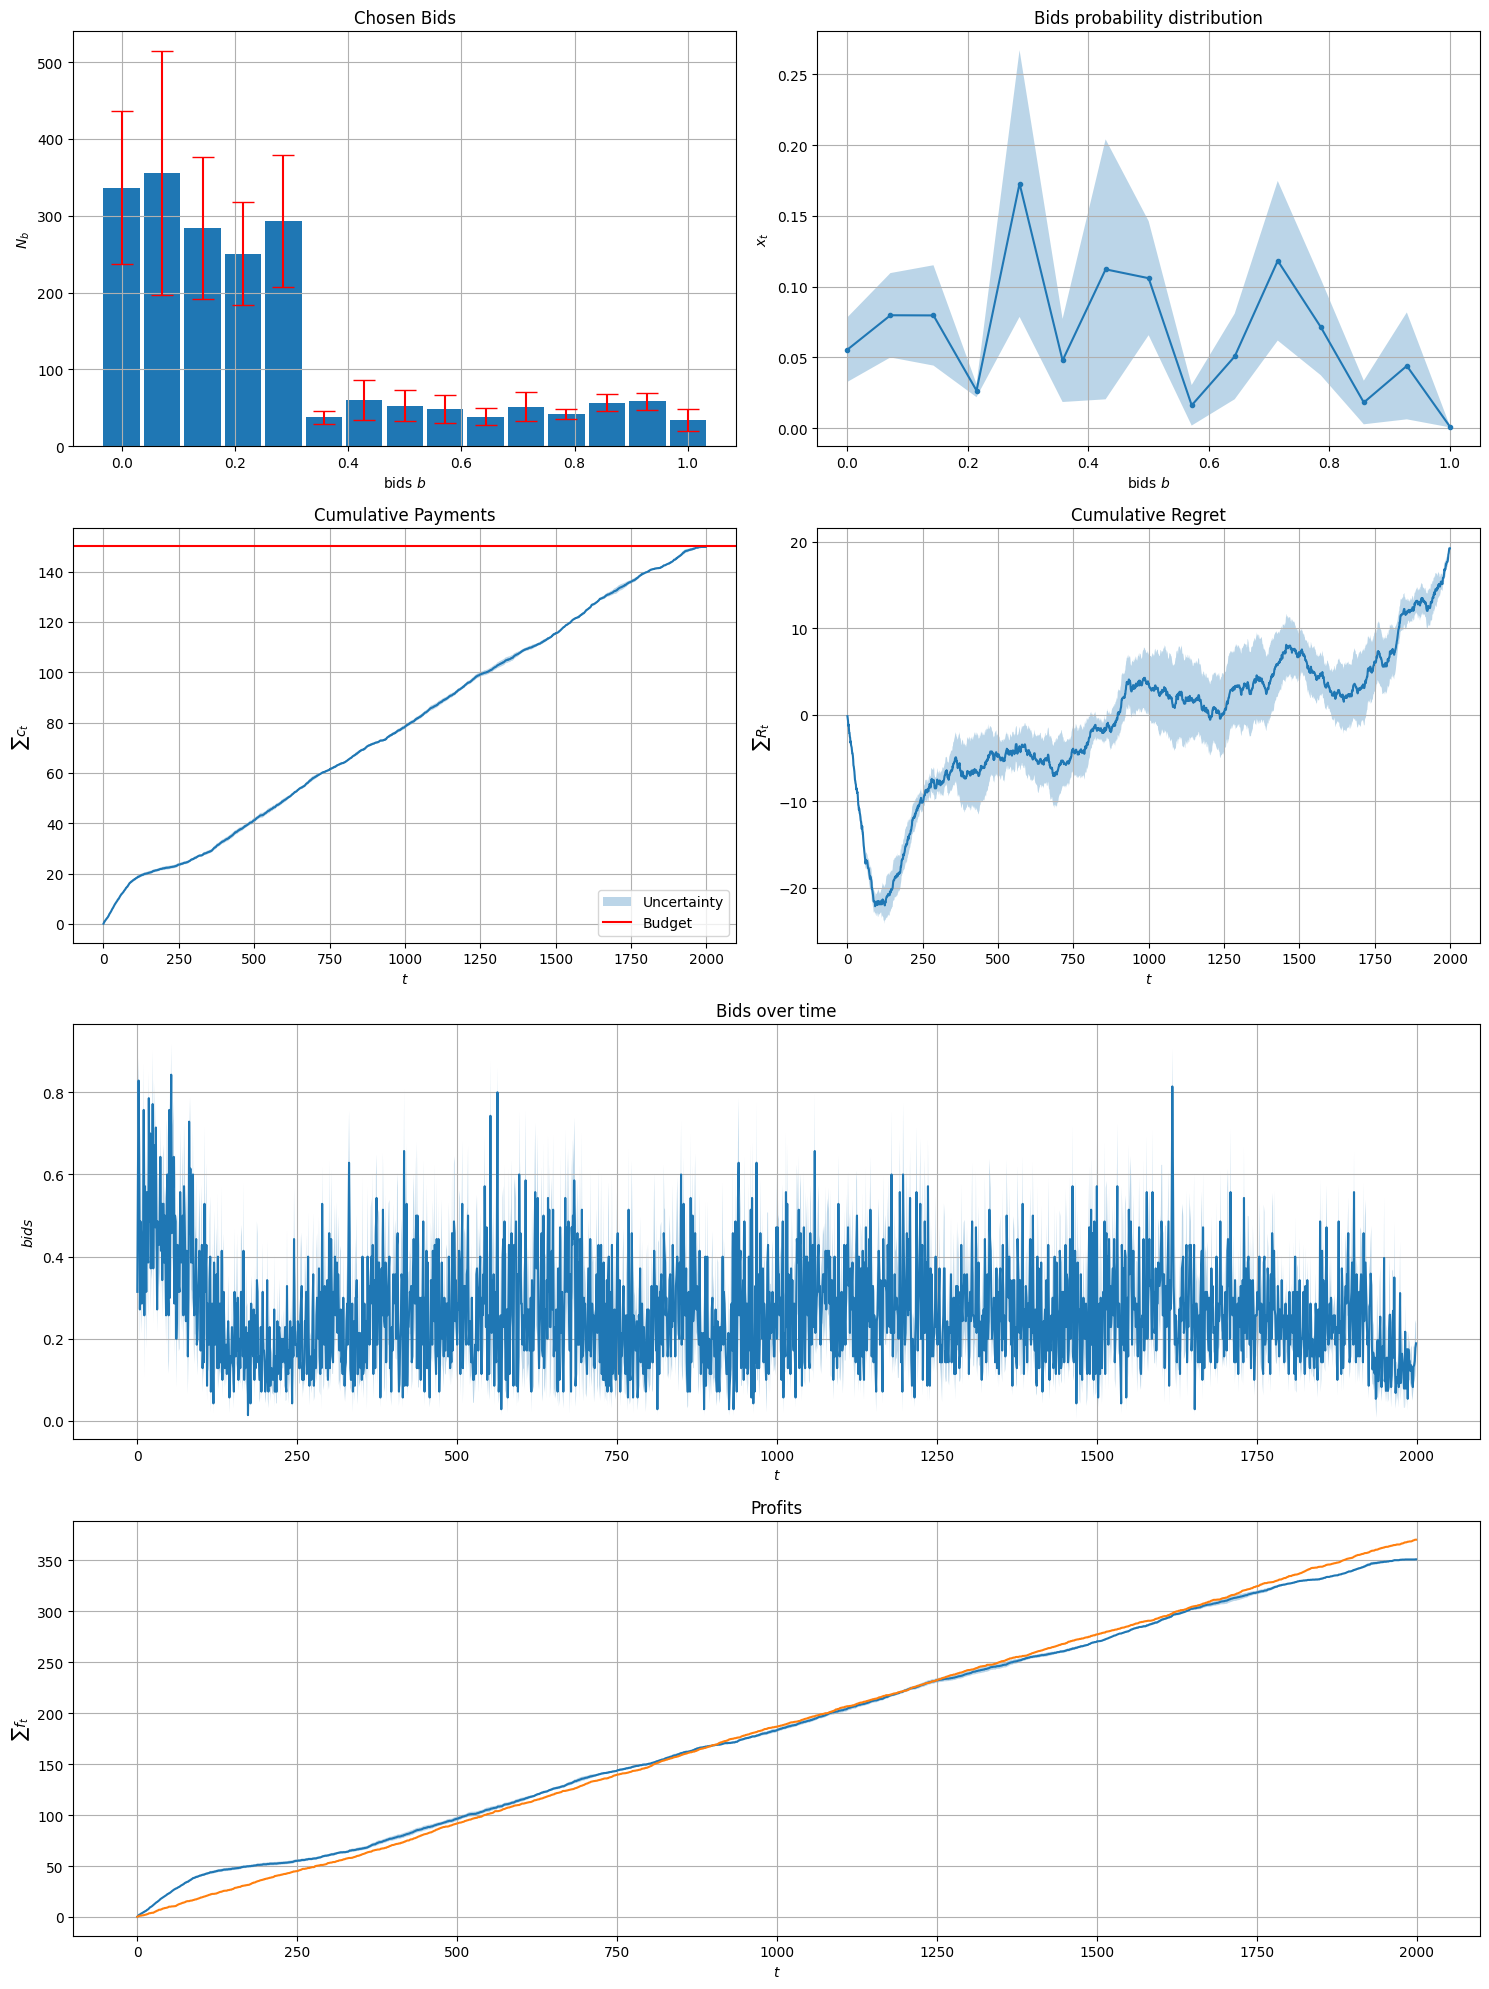 Chosen Bids
500
400
300
200
100
0
N_b
0.0 0.2 0.4 0.6 0.8 1.0
bids b
Bids probability distribution
0.25
0.20
0.15
0.10
0.05
0.00
x_t
0.0 0.2 0.4 0.6 0.8 1.0
bids b
Cumulative Payments
140
120
100
80
60
40
20
0
∑c_t
Uncertainty
Budget
0 250 500 750 1000 1250 1500 1750 2000
t
Cumulative Regret
20
10
0
−10
−20
∑R_t
0 250 500 750 1000 1250 1500 1750 2000
t
Bids over time
0.8
0.6
0.4
0.2
0.0
bids
0 250 500 750 1000 1250 1500 1750 2000
t
Profits
350
300
250
200
150
100
50
0
∑f_t
0 250 500 750 1000 1250 1500 1750 2000
t